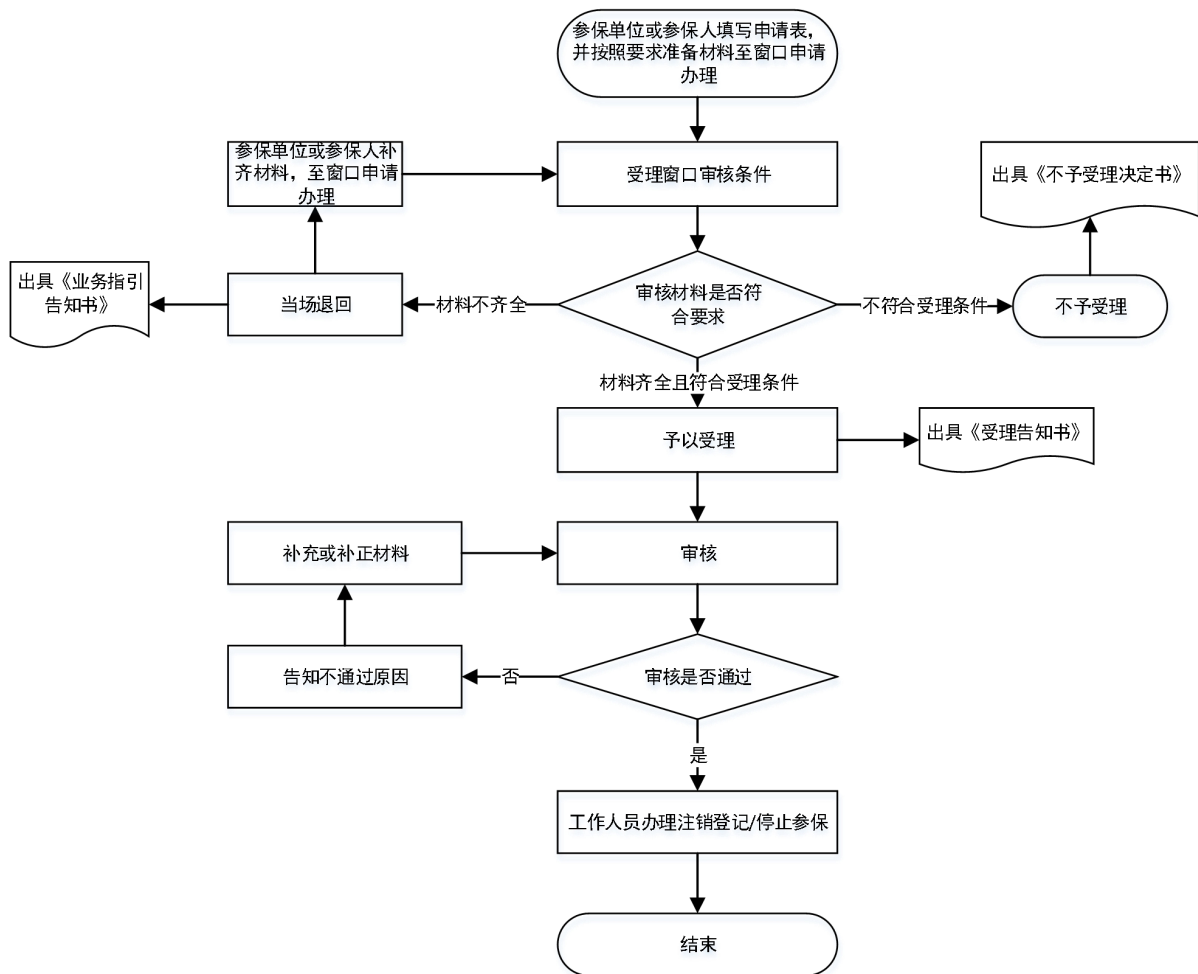 参保单位或参保人填写申请表，
并按照要求准备材料至窗口申请
办理
参保单位或参保人补
齐材料，至窗口申请
办理
受理窗口审核条件
出具《不予受理决定书》
出具《业务指引
告知书》
当场退回
材料不齐全
审核材料是否符
合要求
不符合受理条件
不予受理
材料齐全且符合受理条件
予以受理
出具《受理告知书》
补充或补正材料
审核
告知不通过原因
否
审核是否通过
是
工作人员办理注销登记/停止参保
结束